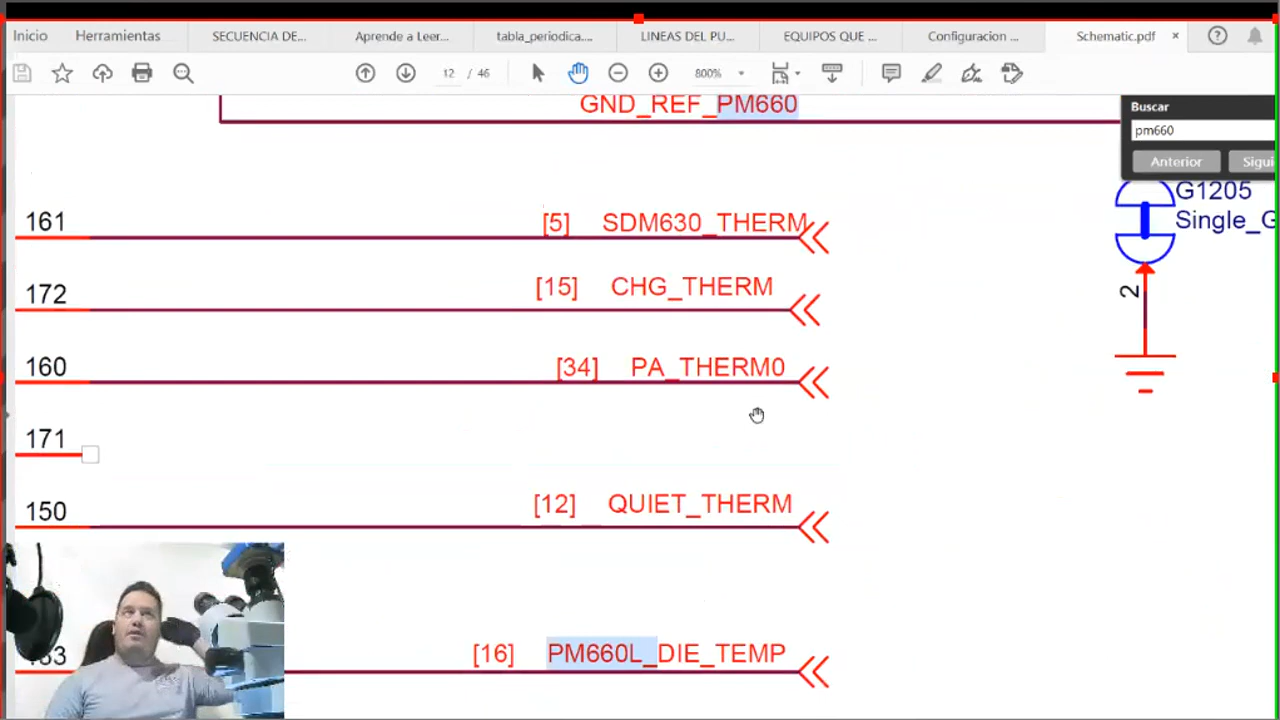 Inicio Herramientas SECUENCIA DE... Aprende a Leer... tabla_periodica.... LINEAS DEL PU... EQUIPOS QUE ... Configuracion ... Schematic.pdf ×
12 / 46 800%
GND_REF_PM660
Buscar
pm660
Anterior Sigui
G1205
Single_G
2
161 [5] SDM630_THERM
172 [15] CHG_THERM
160 [34] PA_THERM0
171
150 [12] QUIET_THERM
[16] PM660L_DIE_TEMP